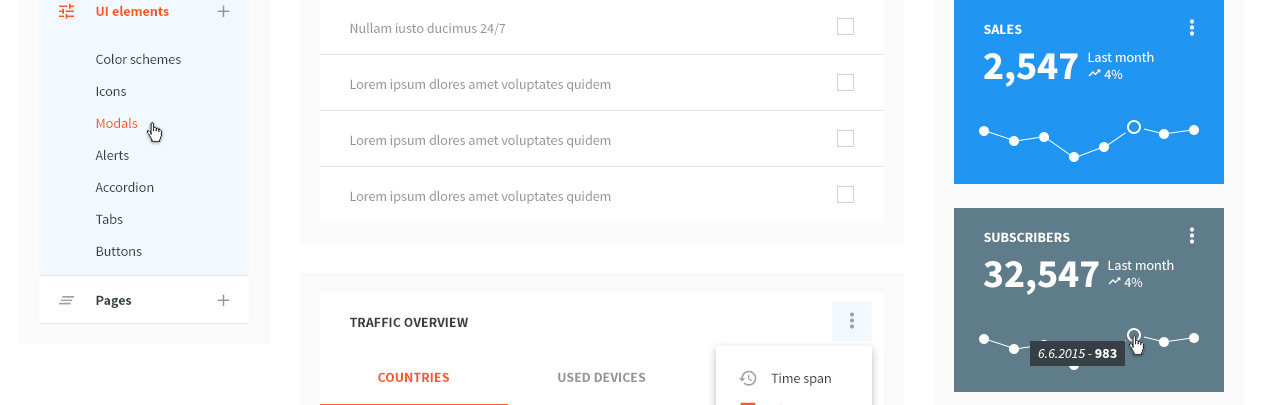 UI elements
Color schemes
Icons
Modals
Alerts
Accordion
Tabs
Buttons
Pages
Nullam iusto ducimus 24/7
Lorem ipsum dlores amet voluptates quidem
Lorem ipsum dlores amet voluptates quidem
Lorem ipsum dlores amet voluptates quidem
TRAFFIC OVERVIEW
COUNTRIES
USED DEVICES
Time span
SALES
2,547
Last month
4%
SUBSCRIBERS
32,547
Last month
4%
6.6.2015 - 983